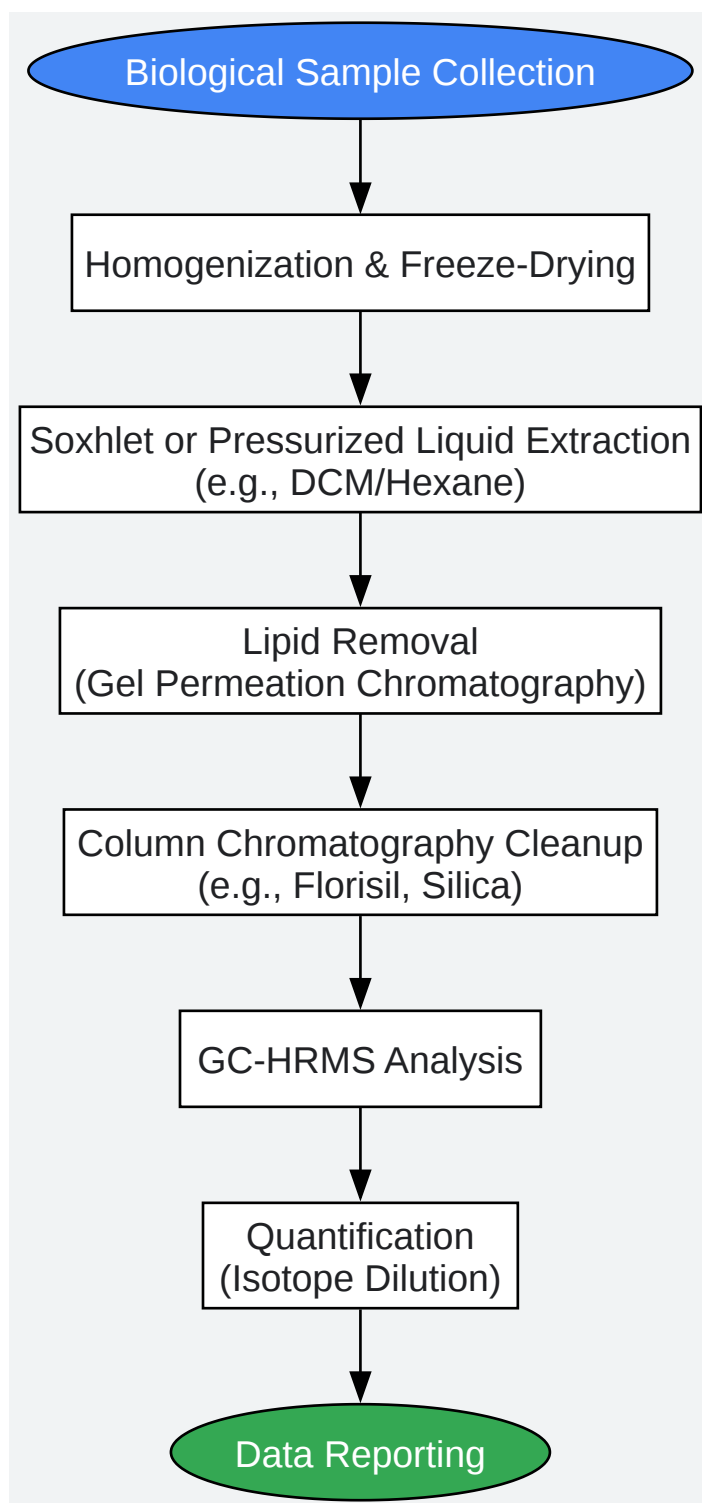 Biological Sample Collection
Homogenization & Freeze-Drying
Soxhlet or Pressurized Liquid Extraction
(e.g., DCM/Hexane)
Lipid Removal
(Gel Permeation Chromatography)
Column Chromatography Cleanup
(e.g., Florisil, Silica)
GC-HRMS Analysis
Quantification
(Isotope Dilution)
Data Reporting